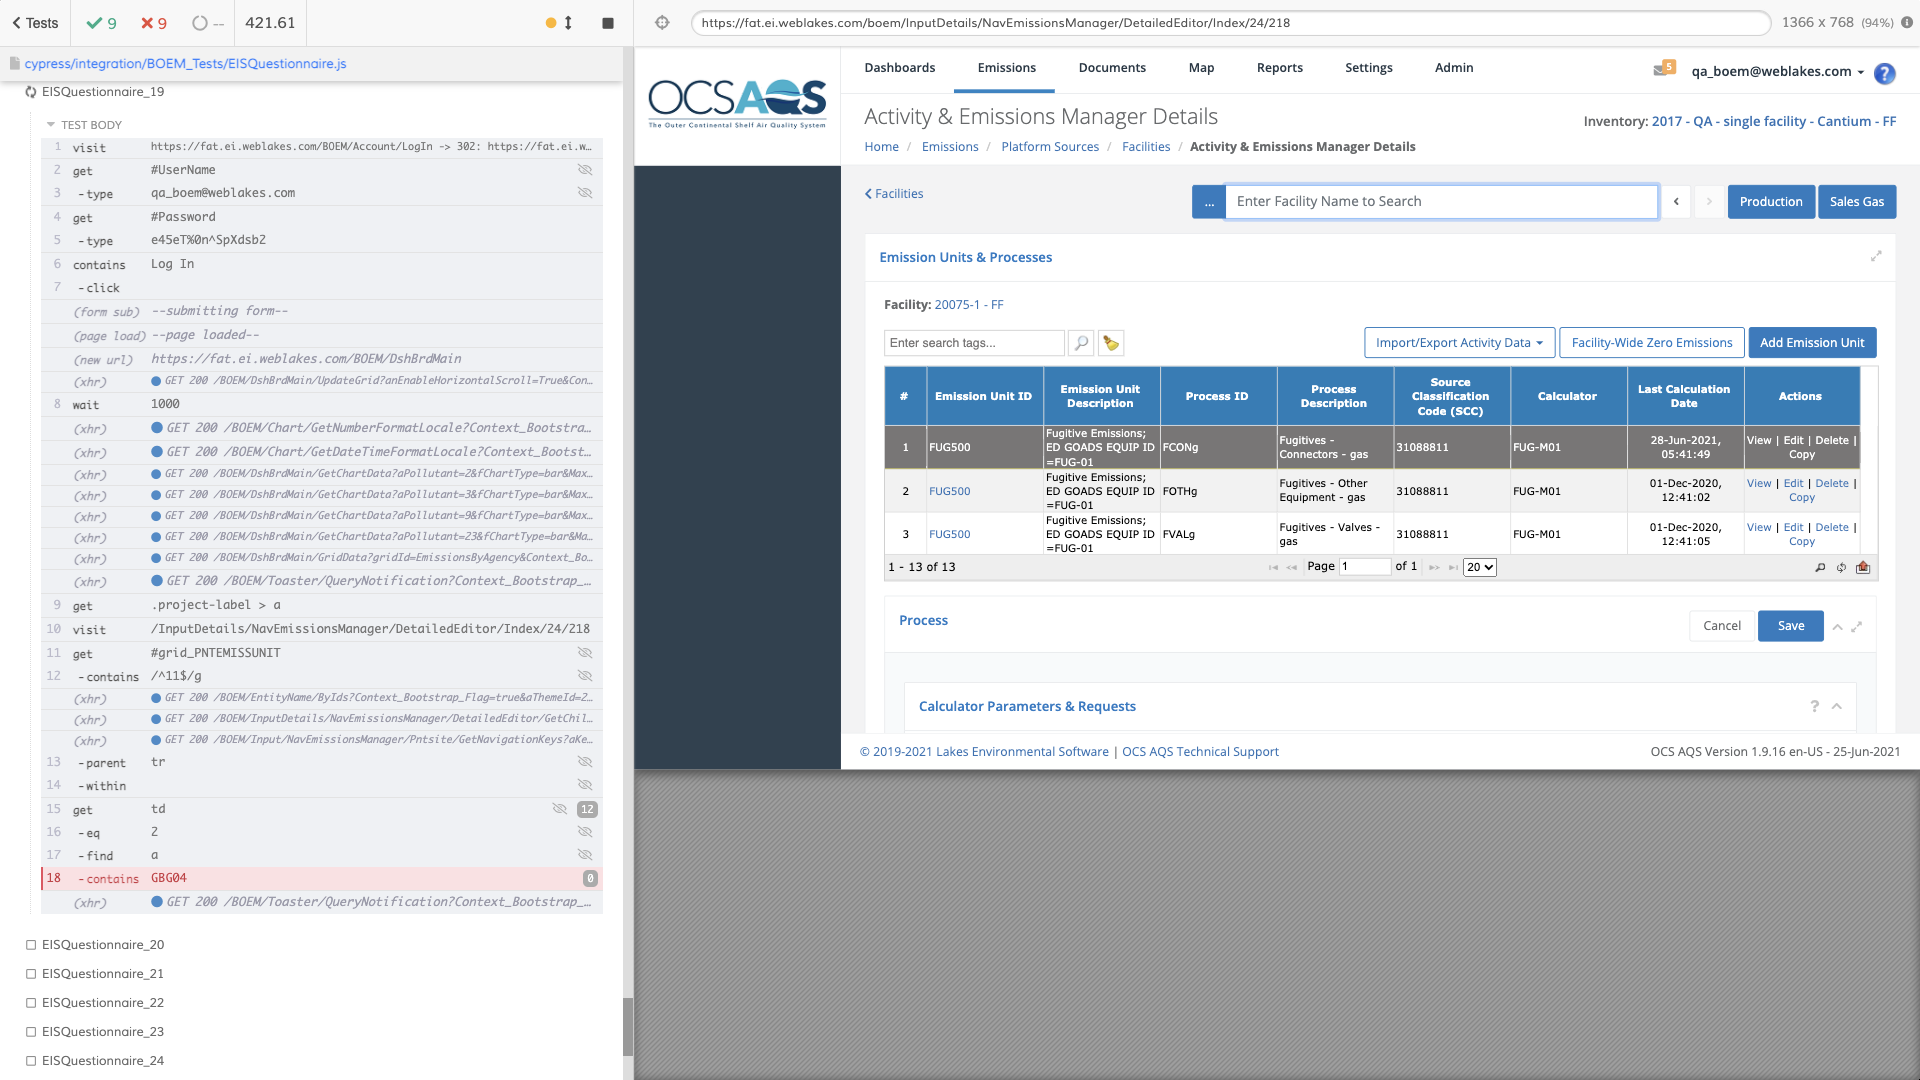 Tests
9
9
--
421.61
cypress/integration/BOEM_Tests/EISQuestionnaire.js
EISQuestionnaire_19
TEST BODY
1 visit https://fat.ei.weblakes.com/BOEM/Account/LogIn -> 302: https://fat.ei.w…
2 get #UserName
3 -type qa_boem@weblakes.com
4 get #Password
5 -type e45eT%0n^SpXdsb2
6 contains Log In
7 -click
(form sub) --submitting form--
(page load) --page loaded--
(new url) https://fat.ei.weblakes.com/BOEM/DshBrdMain
(xhr) GET 200 /BOEM/DshBrdMain/UpdateGrid?anEnableHorizontalScroll=True&Con…
8 wait 1000
(xhr) GET 200 /BOEM/Chart/GetNumberFormatLocale?Context_Bootstra…
(xhr) GET 200 /BOEM/Chart/GetDateTimeFormatLocale?Context_Bootst…
(xhr) GET 200 /BOEM/DshBrdMain/GetChartData?aPollutant=2&fChartType=bar&Max…
(xhr) GET 200 /BOEM/DshBrdMain/GetChartData?aPollutant=3&fChartType=bar&Max…
(xhr) GET 200 /BOEM/DshBrdMain/GetChartData?aPollutant=9&fChartType=bar&Max…
(xhr) GET 200 /BOEM/DshBrdMain/GetChartData?aPollutant=23&fChartType=bar&Ma…
(xhr) GET 200 /BOEM/DshBrdMain/GridData?gridId=EmissionsByAgency&Context_Bo…
(xhr) GET 200 /BOEM/Toaster/QueryNotification?Context_Bootstrap_…
9 get .project-label > a
10 visit /InputDetails/NavEmissionsManager/DetailedEditor/Index/24/218
11 get #grid_PNTEMISSUNIT
12 -contains /^11$/g
(xhr) GET 200 /BOEM/EntityName/ByIds?Context_Bootstrap_Flag=true&aThemeId=2…
(xhr) GET 200 /BOEM/InputDetails/NavEmissionsManager/DetailedEditor/GetChil…
(xhr) GET 200 /BOEM/Input/NavEmissionsManager/Pntsite/GetNavigationKeys?aKe…
13 -parent tr
14 -within
15 get td 12
16 -eq 2
17 -find a
18 -contains GBG04 0
(xhr) GET 200 /BOEM/Toaster/QueryNotification?Context_Bootstrap_…
EISQuestionnaire_20
EISQuestionnaire_21
EISQuestionnaire_22
EISQuestionnaire_23
EISQuestionnaire_24
https://fat.ei.weblakes.com/boem/InputDetails/NavEmissionsManager/DetailedEditor/Index/24/218
1366 x 768 (94%)
OCSAQS
The Outer Continental Shelf Air Quality System
Dashboards Emissions Documents Map Reports Settings Admin
5 qa_boem@weblakes.com ?
Activity & Emissions Manager Details
Inventory: 2017 - QA - single facility - Cantium - FF
Home / Emissions / Platform Sources / Facilities / Activity & Emissions Manager Details
Facilities
... Enter Facility Name to Search Production Sales Gas
Emission Units & Processes
Facility: 20075-1 - FF
Enter search tags... Import/Export Activity Data Facility-Wide Zero Emissions Add Emission Unit
# Emission Unit ID Emission Unit Description Process ID Process Description Source Classification Code (SCC) Calculator Last Calculation Date Actions
1 FUG500 Fugitive Emissions; ED GOADS EQUIP ID =FUG-01 FCONg Fugitives - Connectors - gas 31088811 FUG-M01 28-Jun-2021, 05:41:49 View | Edit | Delete | Copy
2 FUG500 Fugitive Emissions; ED GOADS EQUIP ID =FUG-01 FOTHg Fugitives - Other Equipment - gas 31088811 FUG-M01 01-Dec-2020, 12:41:02 View | Edit | Delete | Copy
3 FUG500 Fugitive Emissions; ED GOADS EQUIP ID =FUG-01 FVALg Fugitives - Valves - gas 31088811 FUG-M01 01-Dec-2020, 12:41:05 View | Edit | Delete | Copy
1 - 13 of 13 Page 1 of 1 20
Process
Cancel Save
Calculator Parameters & Requests ?
© 2019-2021 Lakes Environmental Software | OCS AQS Technical Support
OCS AQS Version 1.9.16 en-US - 25-Jun-2021